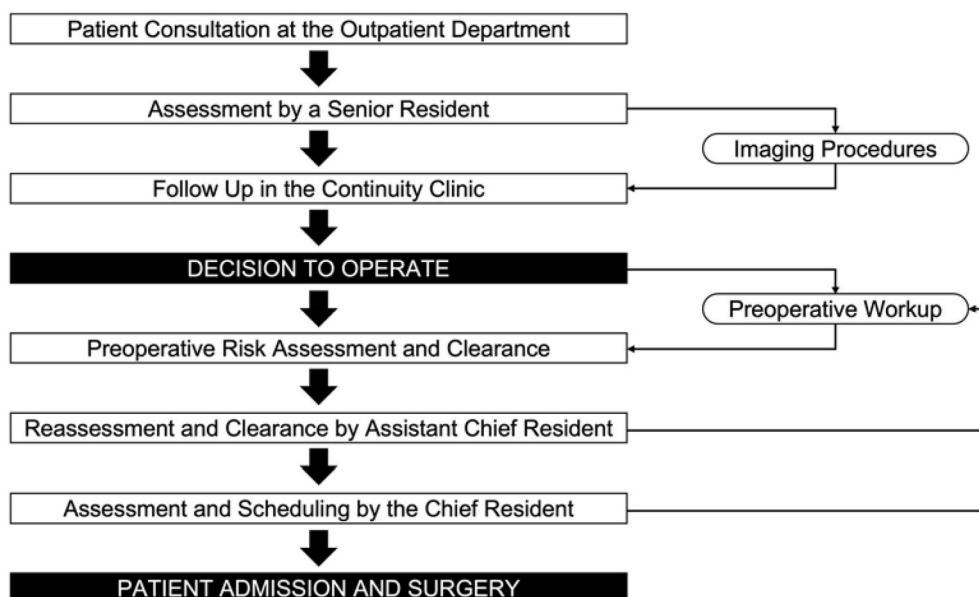 Patient Consultation at the Outpatient Department
Assessment by a Senior Resident
Imaging Procedures
Follow Up in the Continuity Clinic
DECISION TO OPERATE
Preoperative Workup
Preoperative Risk Assessment and Clearance
Reassessment and Clearance by Assistant Chief Resident
Assessment and Scheduling by the Chief Resident
PATIENT ADMISSION AND SURGERY